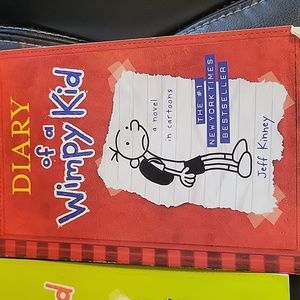 DIARY
of a
Wimpy Kid
a novel
in cartoons
THE #1
NEW YORK TIMES
BESTSELLER
Jeff Kinney